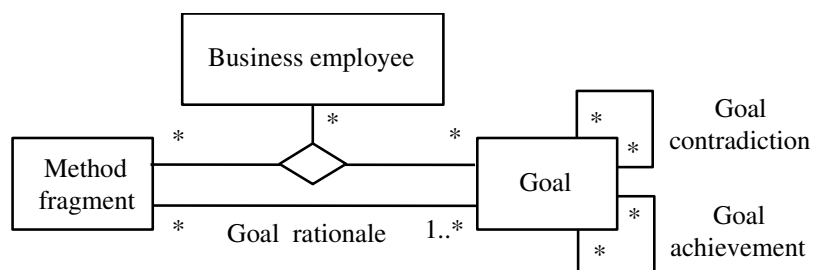 Business employee
*
*
*
Method
fragment
Goal
*
*
Goal
contradiction
*
Goal rationale
1..*
*
*
Goal
achievement